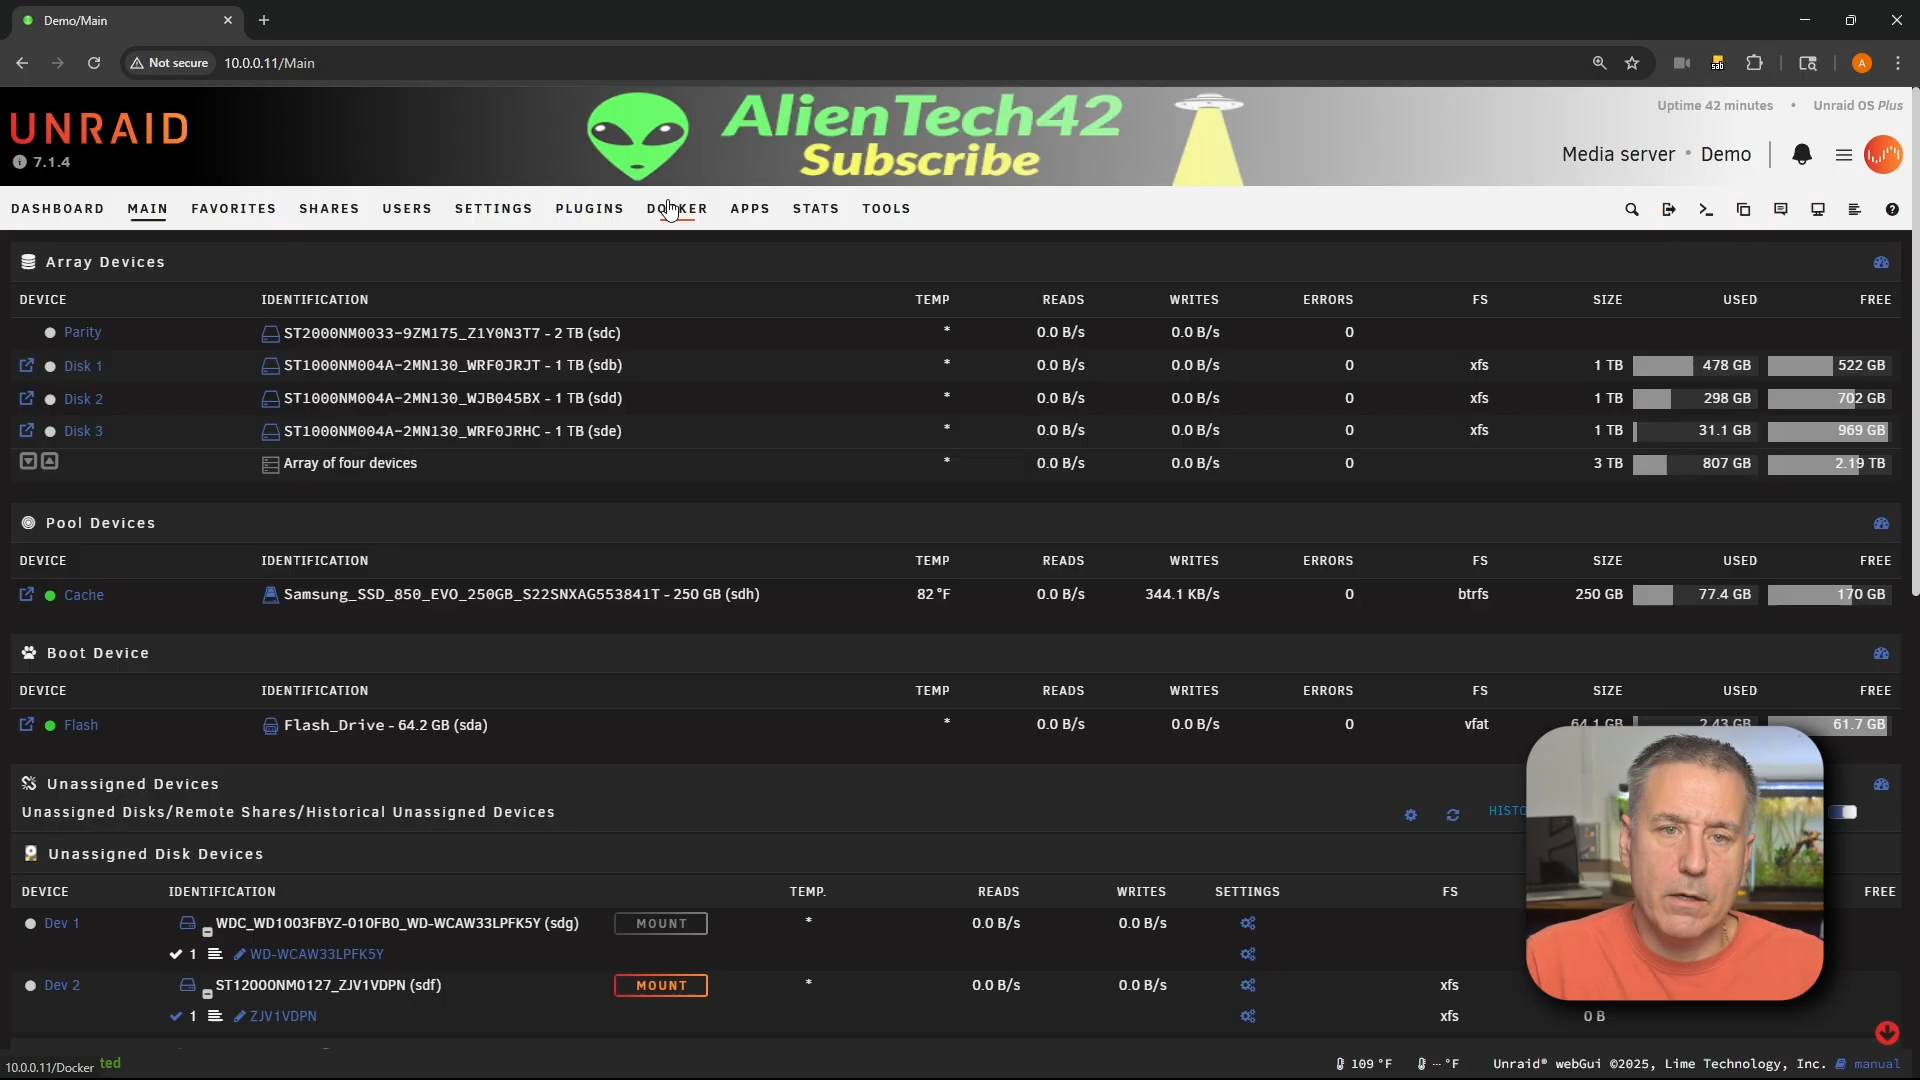 Demo/Main
Not secure 10.0.0.11/Main
sab
A
UNRAID
7.1.4
AlienTech42
Subscribe
Uptime 42 minutes • Unraid OS Plus
Media server • Demo
DASHBOARD MAIN FAVORITES SHARES USERS SETTINGS PLUGINS DOCKER APPS STATS TOOLS
Array Devices
DEVICE IDENTIFICATION TEMP READS WRITES ERRORS FS SIZE USED FREE
Parity ST2000NM0033-9ZM175_Z1Y0N3T7 - 2 TB (sdc) * 0.0 B/s 0.0 B/s 0
Disk 1 ST1000NM004A-2MN130_WRF0JRJT - 1 TB (sdb) * 0.0 B/s 0.0 B/s 0 xfs 1 TB 478 GB 522 GB
Disk 2 ST1000NM004A-2MN130_WJB045BX - 1 TB (sdd) * 0.0 B/s 0.0 B/s 0 xfs 1 TB 298 GB 702 GB
Disk 3 ST1000NM004A-2MN130_WRF0JRHC - 1 TB (sde) * 0.0 B/s 0.0 B/s 0 xfs 1 TB 31.1 GB 969 GB
Array of four devices * 0.0 B/s 0.0 B/s 0 3 TB 807 GB 2.19 TB
Pool Devices
DEVICE IDENTIFICATION TEMP READS WRITES ERRORS FS SIZE USED FREE
Cache Samsung_SSD_850_EVO_250GB_S22SNXAG553841T - 250 GB (sdh) 82 °F 0.0 B/s 344.1 KB/s 0 btrfs 250 GB 77.4 GB 170 GB
Boot Device
DEVICE IDENTIFICATION TEMP READS WRITES ERRORS FS SIZE USED FREE
Flash Flash_Drive - 64.2 GB (sda) * 0.0 B/s 0.0 B/s 0 vfat 64.1 GB 2.43 GB 61.7 GB
Unassigned Devices
Unassigned Disks/Remote Shares/Historical Unassigned Devices HISTO
Unassigned Disk Devices
DEVICE IDENTIFICATION TEMP. READS WRITES SETTINGS FS FREE
Dev 1 WDC_WD1003FBYZ-010FB0_WD-WCAW33LPFK5Y (sdg) MOUNT * 0.0 B/s 0.0 B/s
1 WD-WCAW33LPFK5Y
Dev 2 ST12000NM0127_ZJV1VDPN (sdf) MOUNT * 0.0 B/s 0.0 B/s xfs
1 ZJV1VDPN xfs 0 B
10.0.0.11/Docker ted 109 °F -- °F Unraid® webGui ©2025, Lime Technology, Inc. manual